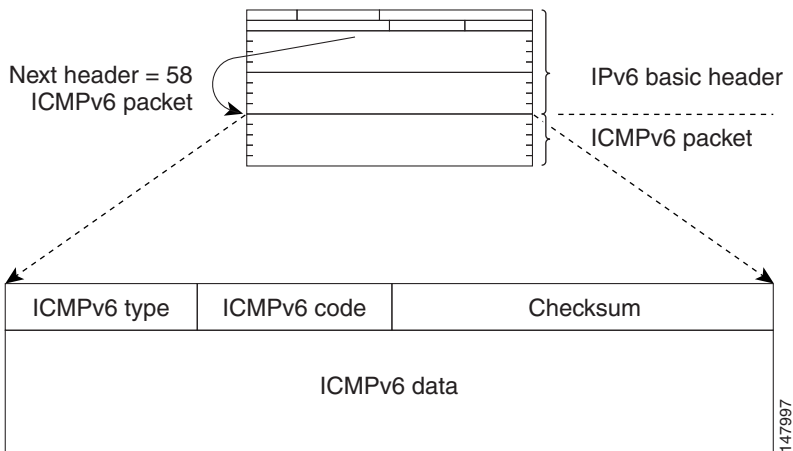 Next header = 58
ICMPv6 packet
IPv6 basic header
ICMPv6 packet
ICMPv6 type
ICMPv6 code
Checksum
ICMPv6 data
147997